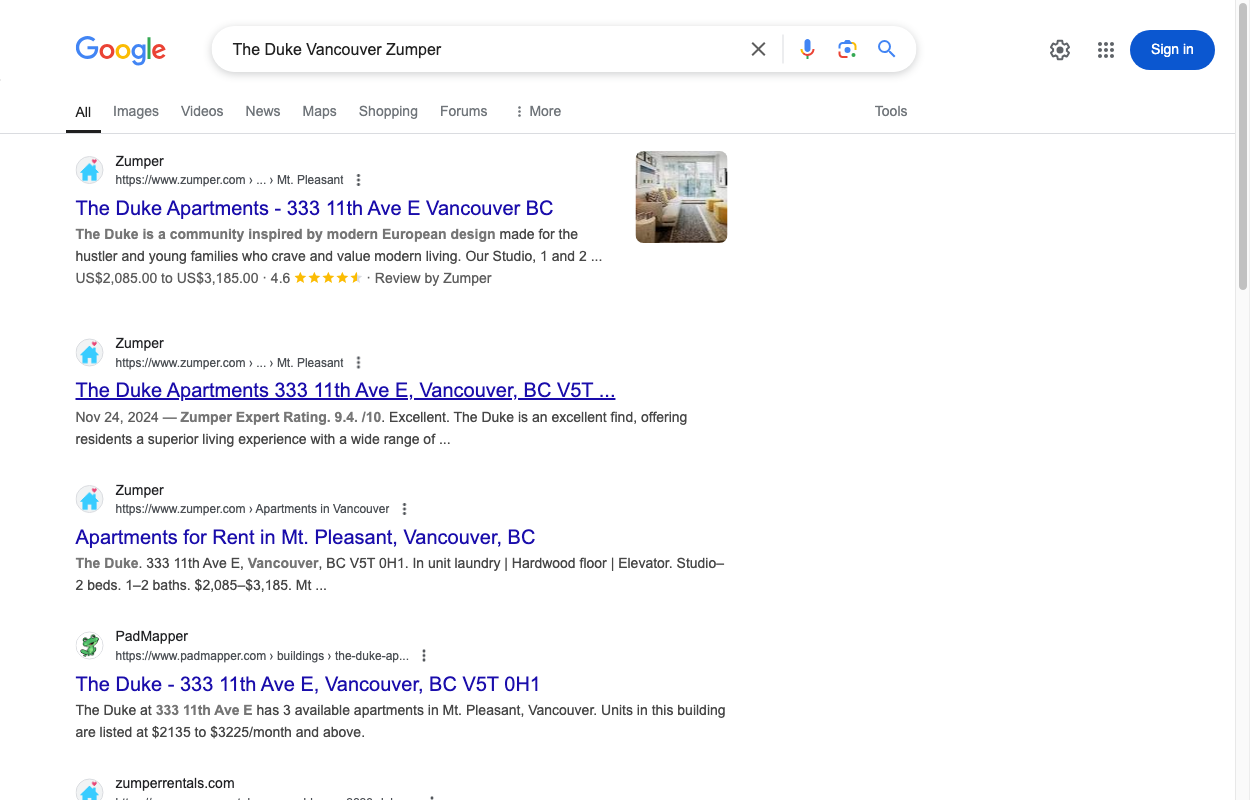 Google
The Duke Vancouver Zumper
Sign in
All
Images
Videos
News
Maps
Shopping
Forums
More
Tools
Zumper
https://www.zumper.com › ... › Mt. Pleasant
The Duke Apartments - 333 11th Ave E Vancouver BC
The Duke is a community inspired by modern European design made for the
hustler and young families who crave and value modern living. Our Studio, 1 and 2 ...
US$2,085.00 to US$3,185.00 · 4.6 · Review by Zumper
Zumper
https://www.zumper.com › ... › Mt. Pleasant
The Duke Apartments 333 11th Ave E, Vancouver, BC V5T ...
Nov 24, 2024 — Zumper Expert Rating. 9.4. /10. Excellent. The Duke is an excellent find, offering
residents a superior living experience with a wide range of ...
Zumper
https://www.zumper.com › Apartments in Vancouver
Apartments for Rent in Mt. Pleasant, Vancouver, BC
The Duke. 333 11th Ave E, Vancouver, BC V5T 0H1. In unit laundry | Hardwood floor | Elevator. Studio–
2 beds. 1–2 baths. $2,085–$3,185. Mt ...
PadMapper
https://www.padmapper.com › buildings › the-duke-ap...
The Duke - 333 11th Ave E, Vancouver, BC V5T 0H1
The Duke at 333 11th Ave E has 3 available apartments in Mt. Pleasant, Vancouver. Units in this building
are listed at $2135 to $3225/month and above.
zumperrentals.com